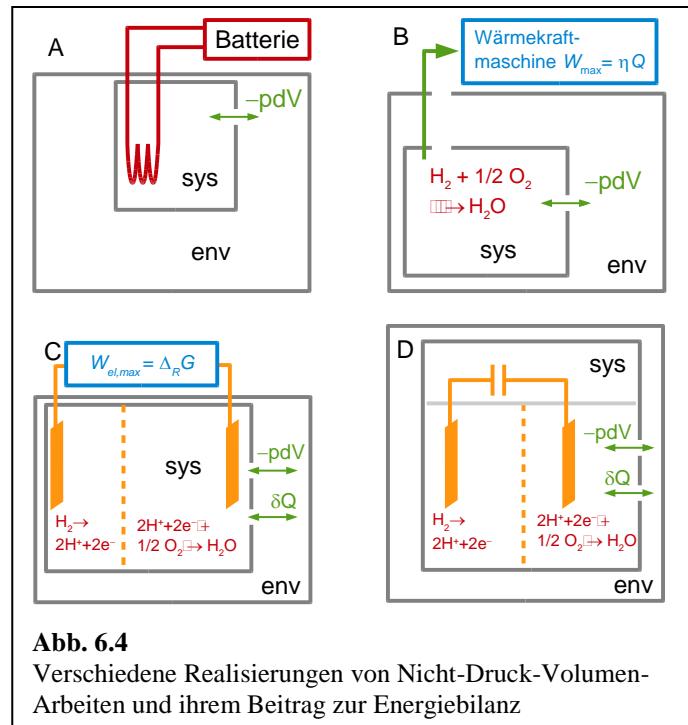 A
Batterie
–pdV
sys
env
B
Wärmekraft-
maschine W_max = η Q
H₂ + 1/2 O₂
→ H₂O
–pdV
sys
env
C
W_el,max = Δ_R G
sys
–pdV
δQ
H₂→
2H⁺+2e⁻
2H⁺+2e⁻+
1/2 O₂→ H₂O
env
D
sys
–pdV
δQ
H₂→
2H⁺+2e⁻
2H⁺+2e⁻+
1/2 O₂→ H₂O
env
Abb. 6.4
Verschiedene Realisierungen von Nicht-Druck-Volumen-
Arbeiten und ihrem Beitrag zur Energiebilanz